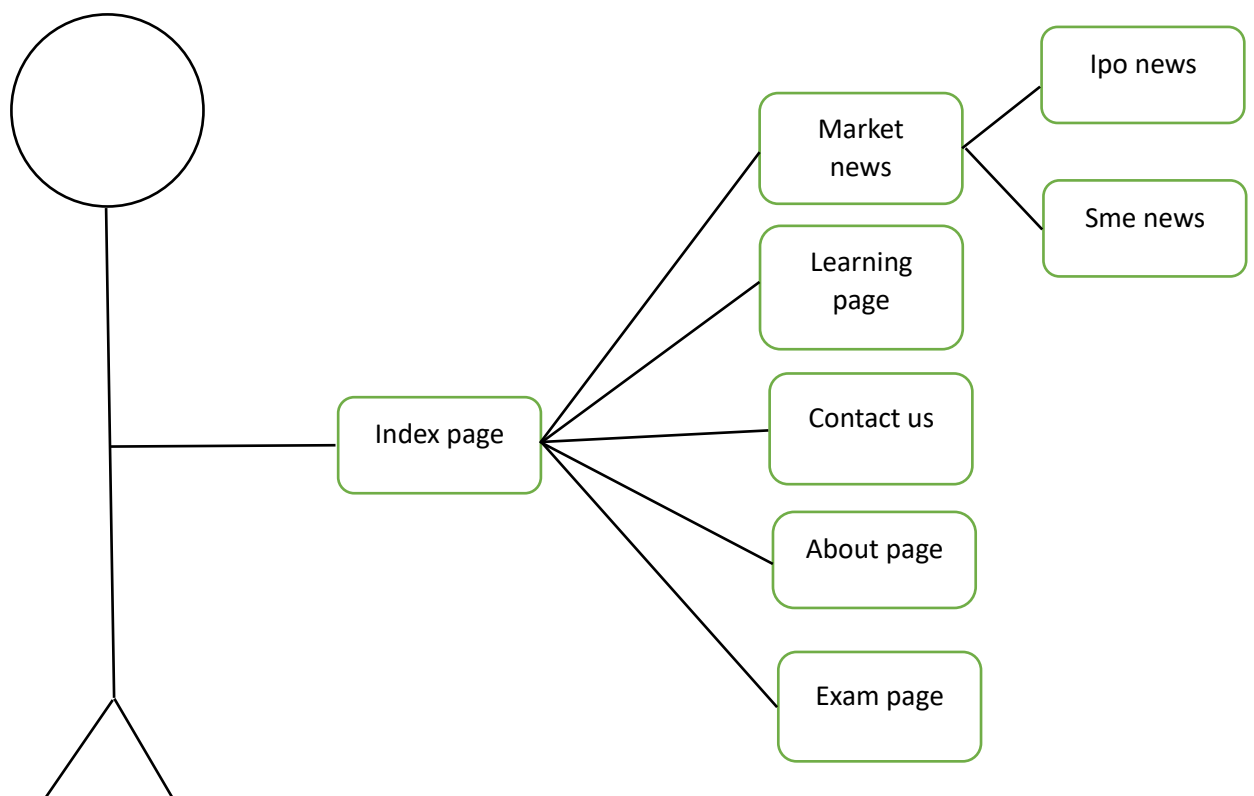 Ipo news
Market
news
Sme news
Learning
page
Index page
Contact us
About page
Exam page